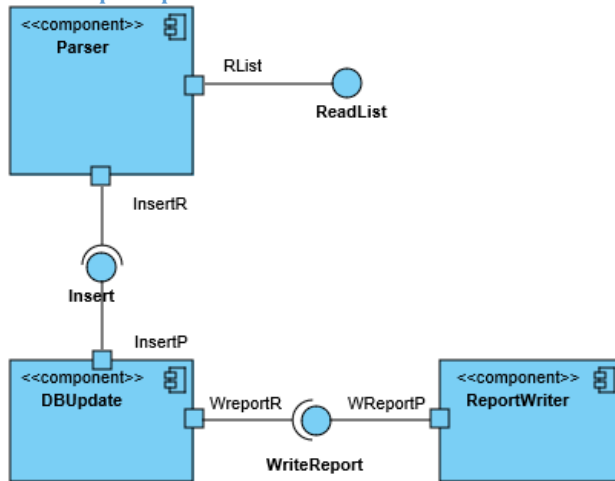 <<component>>
Parser
RList
ReadList
InsertR
Insert
InsertP
<<component>>
DBUpdate
WreportR
WReportP
WriteReport
<<component>>
ReportWriter